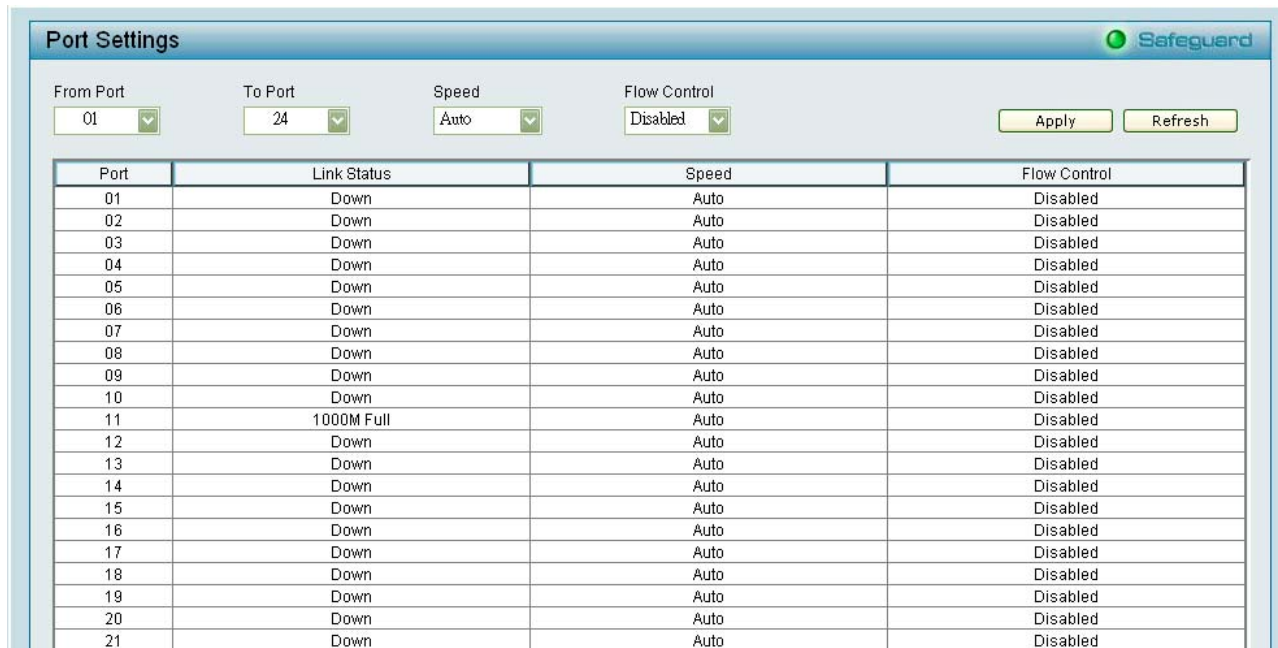 Port Settings Safeguard
From Port To Port Speed Flow Control
01 24 Auto Disabled Apply Refresh
Port Link Status Speed Flow Control
01 Down Auto Disabled
02 Down Auto Disabled
03 Down Auto Disabled
04 Down Auto Disabled
05 Down Auto Disabled
06 Down Auto Disabled
07 Down Auto Disabled
08 Down Auto Disabled
09 Down Auto Disabled
10 Down Auto Disabled
11 1000M Full Auto Disabled
12 Down Auto Disabled
13 Down Auto Disabled
14 Down Auto Disabled
15 Down Auto Disabled
16 Down Auto Disabled
17 Down Auto Disabled
18 Down Auto Disabled
19 Down Auto Disabled
20 Down Auto Disabled
21 Down Auto Disabled